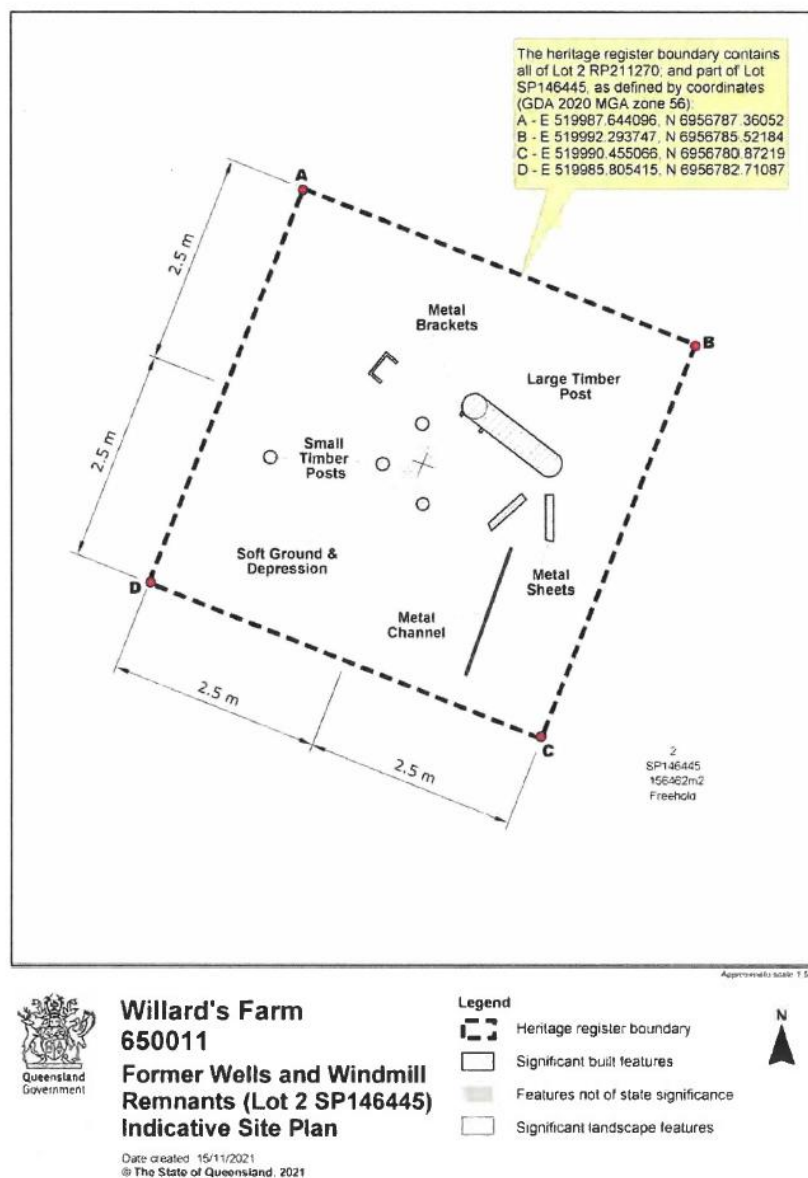 The heritage register boundary contains
all of Lot 2 RP211270; and part of Lot
SP146445, as defined by coordinates
(GDA 2020 MGA zone 56):
A - E 519987.644096, N 6956787.36052
B - E 519992.293747, N 6956785.52184
C - E 519990.455066, N 6956780.87219
D - E 519985.805415, N 6956782.71087
A
2.5 m
Metal
Brackets
B
Large Timber
Post
2.5 m
Small
Timber
Posts
Soft Ground &
Depression
D
Metal
Sheets
Metal
Channel
2.5 m
2.5 m
C
2
SP146445
156462m2
Freehold
Approximate scale
Queensland
Government
Willard's Farm
650011
Former Wells and Windmill
Remnants (Lot 2 SP146445)
Indicative Site Plan
Date created: 15/11/2021
© The State of Queensland, 2021
Legend
Heritage register boundary
Significant built features
Features not of state significance
Significant landscape features
N